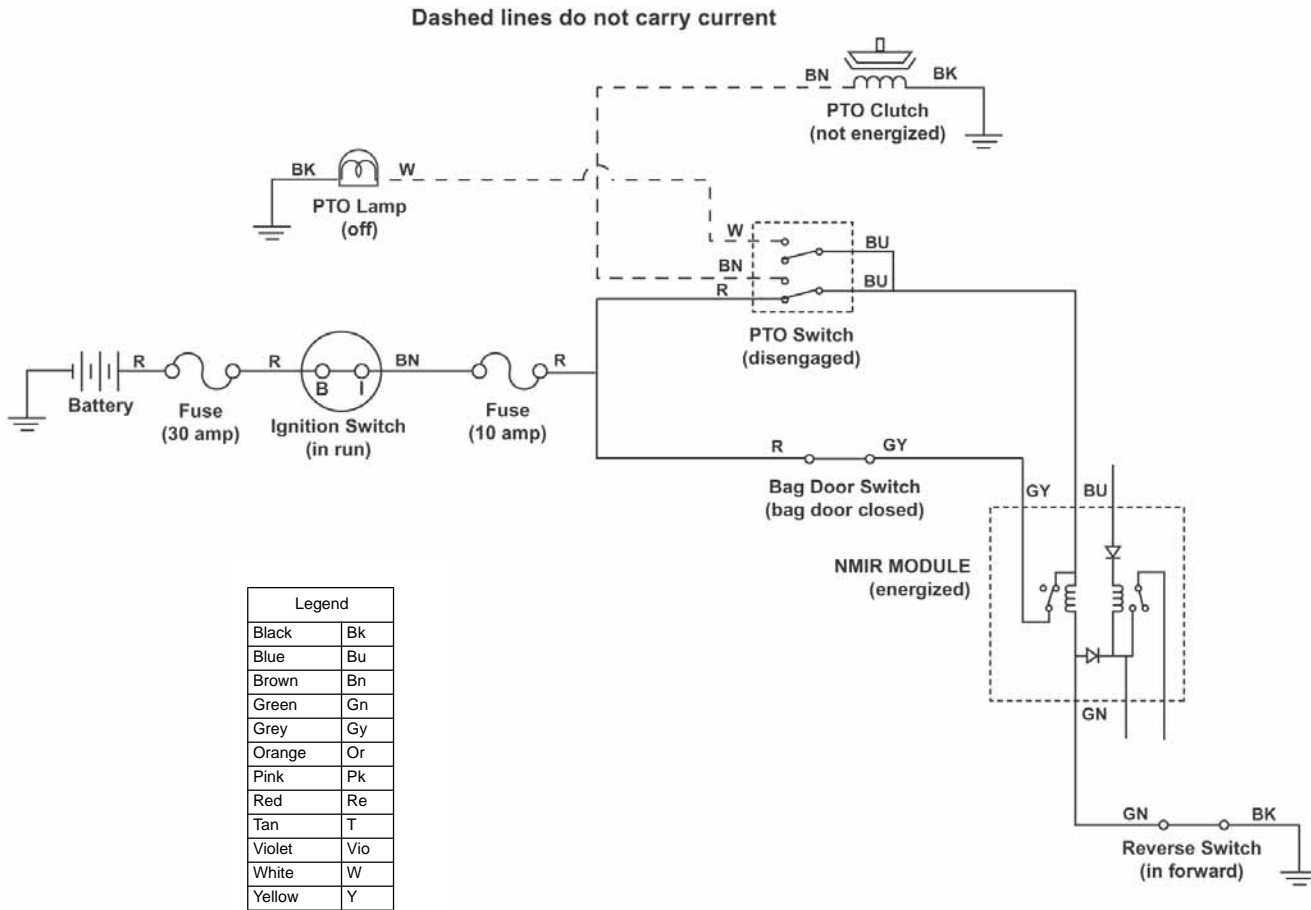 Dashed lines do not carry current
BN
BK
PTO Clutch
(not energized)
BK
W
PTO Lamp
(off)
W
BU
BN
BU
R
PTO Switch
(disengaged)
R
R
BN
R
B
I
Battery
Fuse
(30 amp)
Ignition Switch
(in run)
Fuse
(10 amp)
R
GY
Bag Door Switch
(bag door closed)
GY
BU
NMIR MODULE
(energized)
GN
GN
BK
Reverse Switch
(in forward)
Legend
Black Bk
Blue Bu
Brown Bn
Green Gn
Grey Gy
Orange Or
Pink Pk
Red Re
Tan T
Violet Vio
White W
Yellow Y